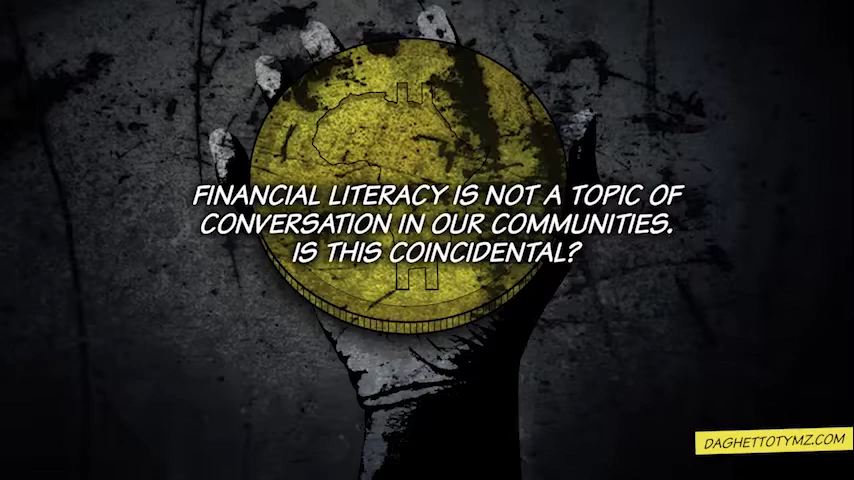 FINANCIAL LITERACY IS NOT A TOPIC OF
CONVERSATION IN OUR COMMUNITIES.
IS THIS COINCIDENTAL?
DAGHETTOTYMZ.COM